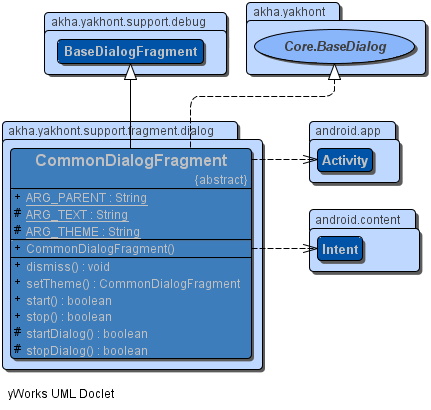 akha.yakhont.support.debug
BaseDialogFragment
akha.yakhont
Core.BaseDialog
akha.yakhont.support.fragment.dialog
CommonDialogFragment
{abstract}
+ ARG_PARENT : String
# ARG_TEXT : String
# ARG_THEME : String
+ CommonDialogFragment()
+ dismiss() : void
+ setTheme() : CommonDialogFragment
+ start() : boolean
+ stop() : boolean
# startDialog() : boolean
# stopDialog() : boolean
android.app
Activity
android.content
Intent
yWorks UML Doclet